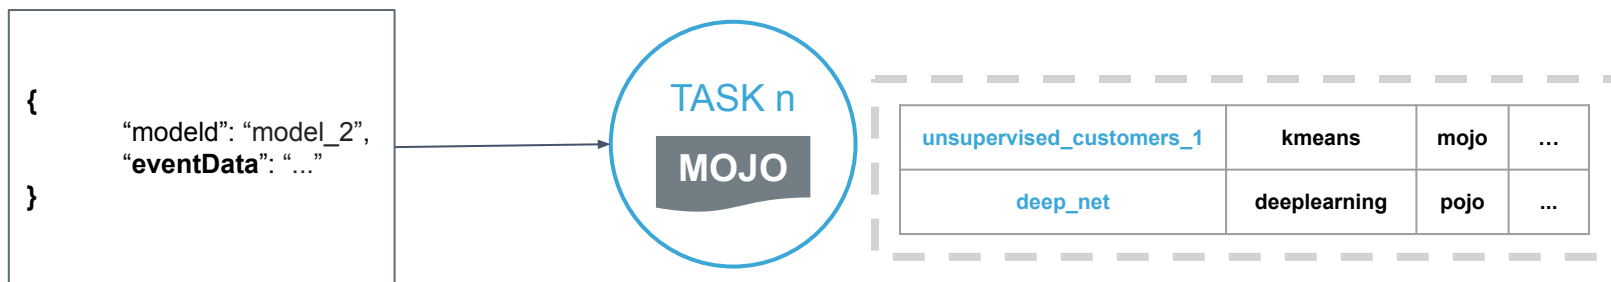 {
“modeld”: “model_2”,
“eventData”: “...”
}
TASK n
MOJO
unsupervised_customers_1 kmeans mojo …
deep_net deeplearning pojo ...